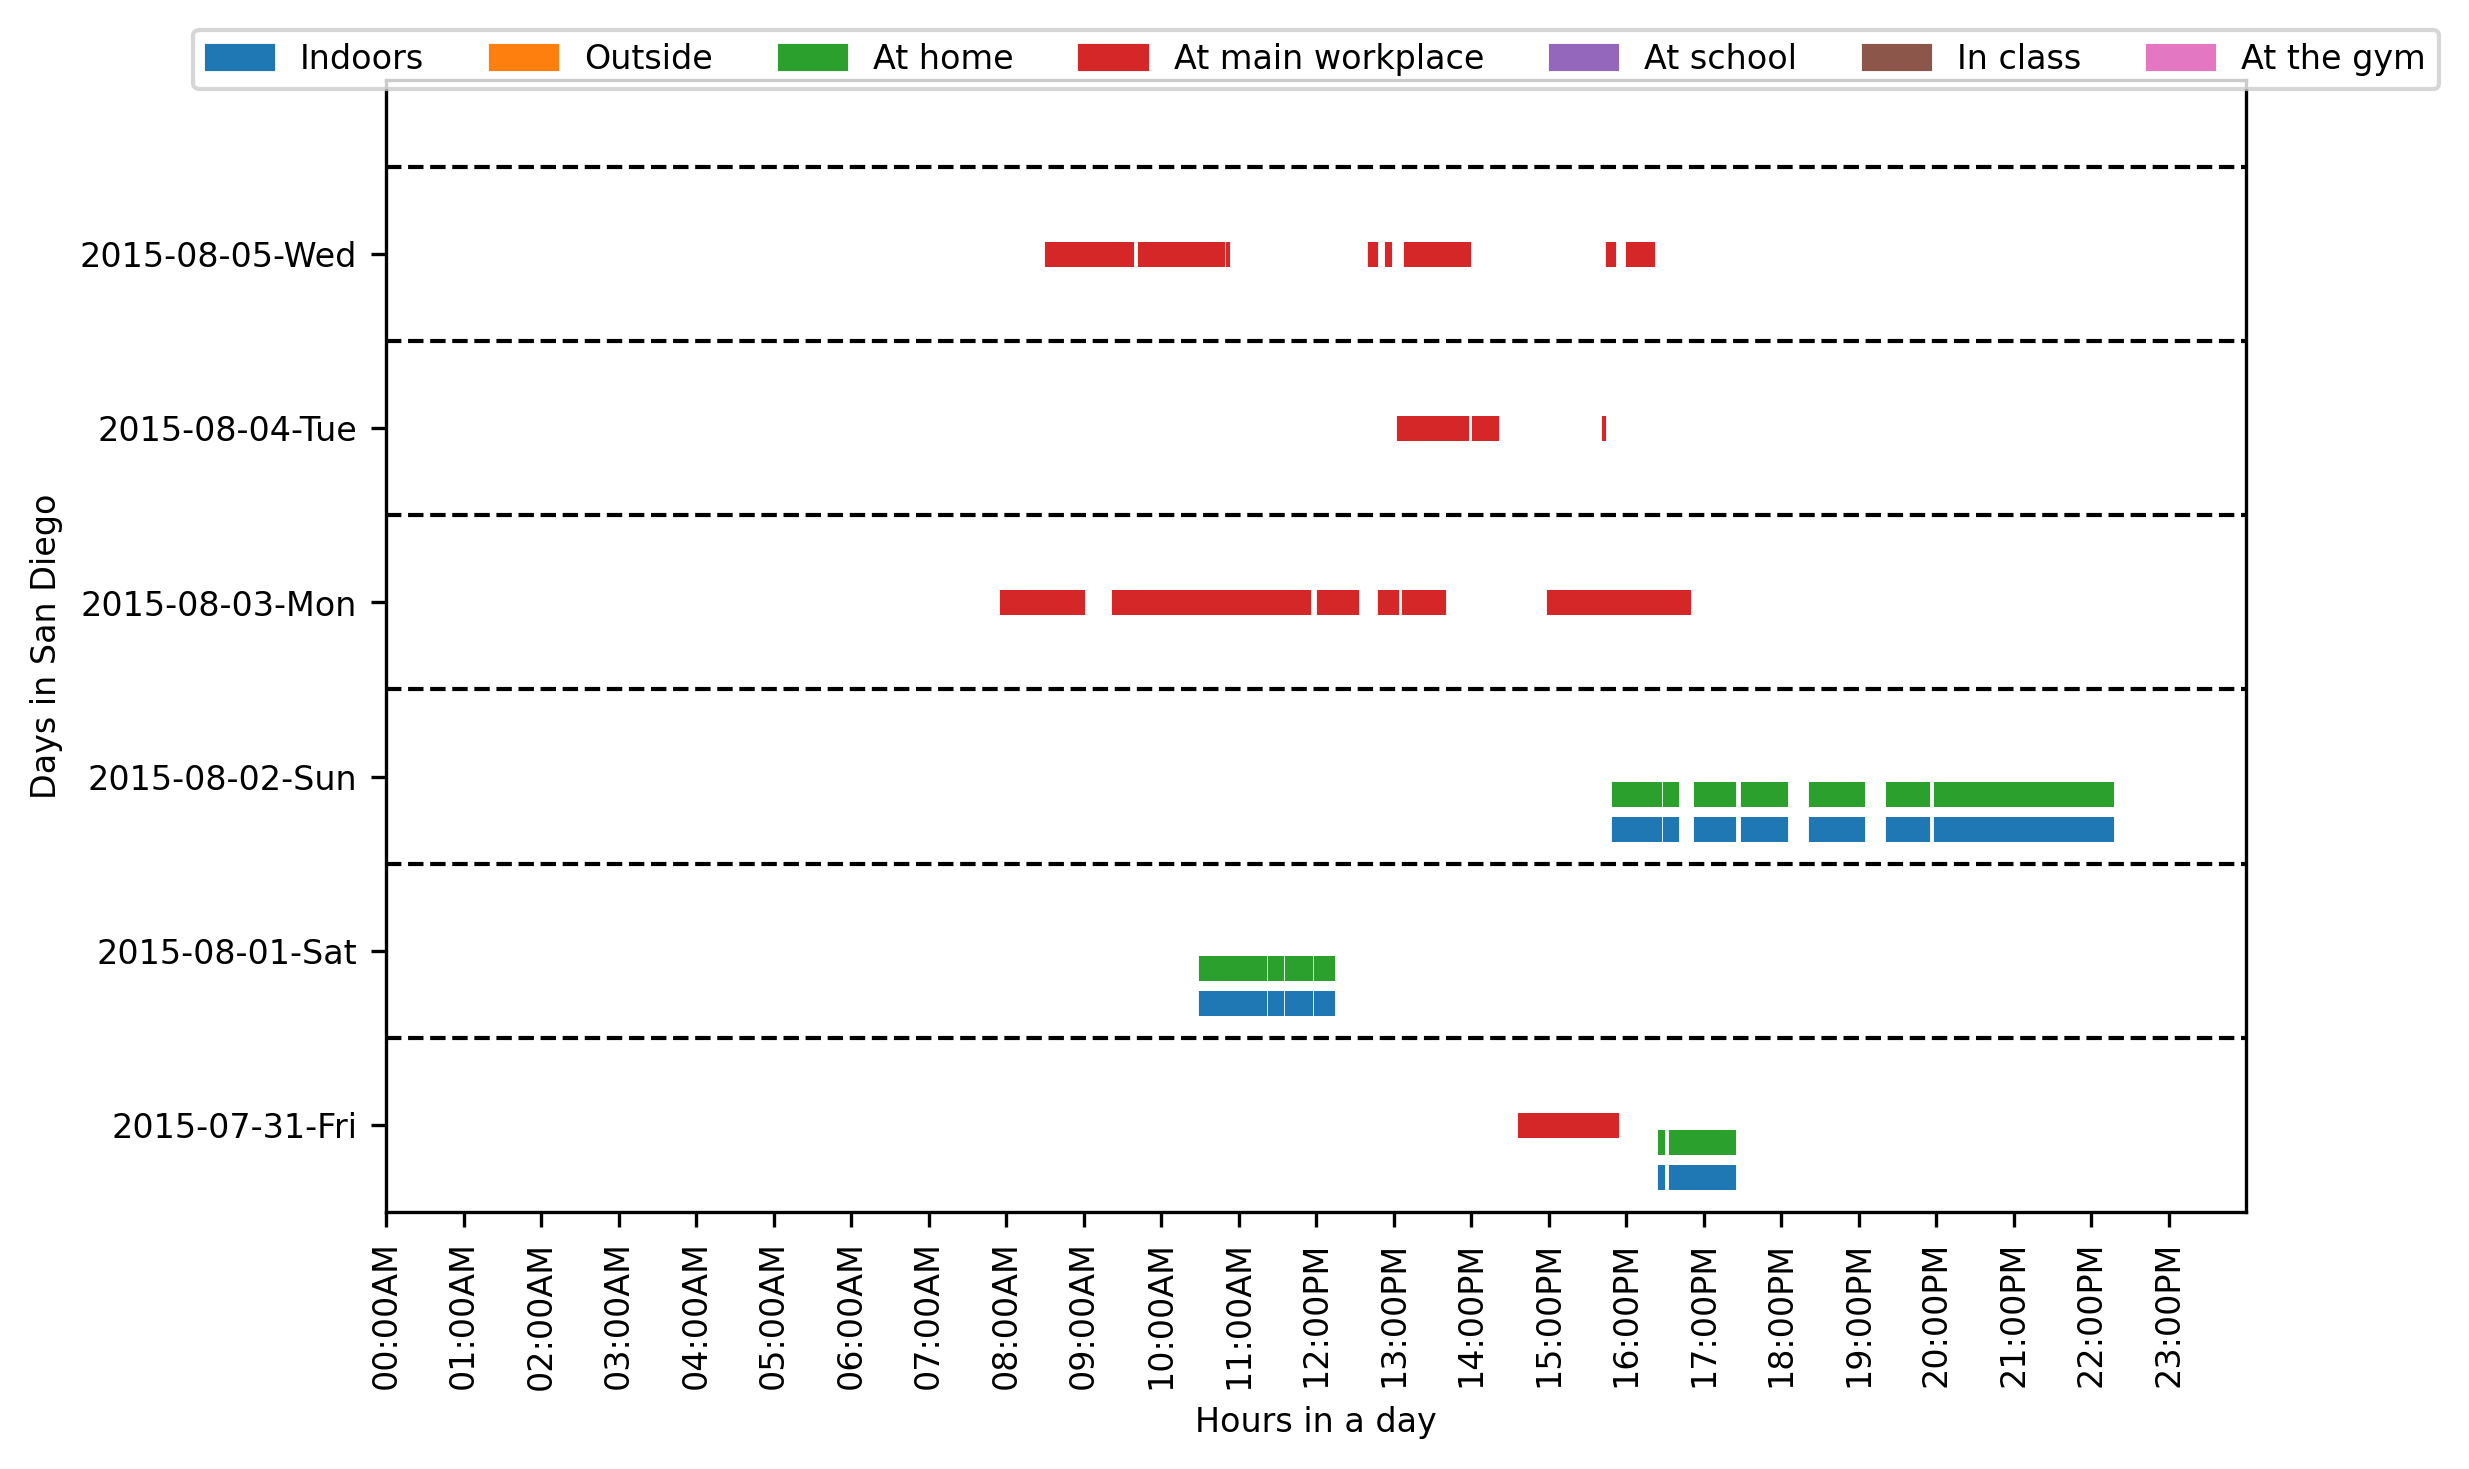 Indoors Outside At home At main workplace At school In class At the gym
2015-08-05-Wed
2015-08-04-Tue
2015-08-03-Mon
2015-08-02-Sun
2015-08-01-Sat
2015-07-31-Fri
Days in San Diego
00:00AM 01:00AM 02:00AM 03:00AM 04:00AM 05:00AM 06:00AM 07:00AM 08:00AM 09:00AM 10:00AM 11:00AM 12:00PM 13:00PM 14:00PM 15:00PM 16:00PM 17:00PM 18:00PM 19:00PM 20:00PM 21:00PM 22:00PM 23:00PM
Hours in a day